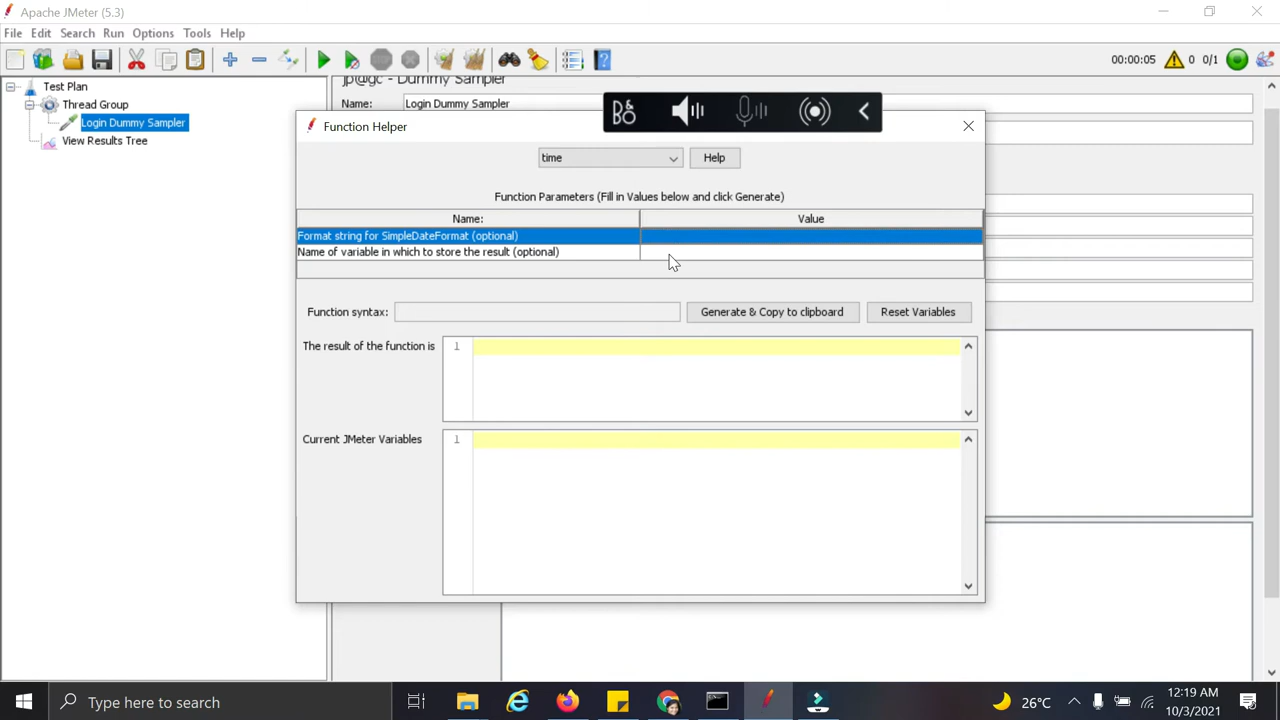 Apache JMeter (5.3)
File Edit Search Run Options Tools Help
00:00:05 0 0/1
Test Plan
Thread Group
Login Dummy Sampler
View Results Tree
jp@gc - Dummy Sampler
Name: Login Dummy Sampler
Function Helper
time Help
Function Parameters (Fill in Values below and click Generate)
Name: Value
Format string for SimpleDateFormat (optional)
Name of variable in which to store the result (optional)
Function syntax: Generate & Copy to clipboard Reset Variables
The result of the function is 1
Current JMeter Variables 1
Type here to search
26°C
12:19 AM
10/3/2021